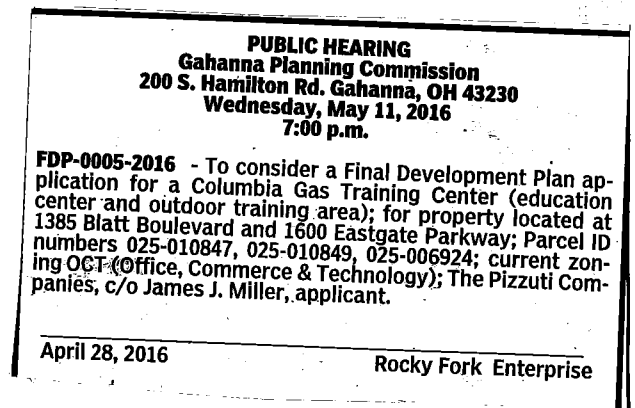 PUBLIC HEARING
Gahanna Planning Commission
200 S. Hamilton Rd. Gahanna, OH 43230
Wednesday, May 11, 2016
7:00 p.m.
FDP-0005-2016 - To consider a Final Development Plan ap-
plication for a Columbia Gas Training Center (education
center and outdoor training area); for property located at
1385 Blatt Boulevard and 1600 Eastgate Parkway; Parcel ID
numbers 025-010847, 025-010849, 025-006924; current zon-
ing OCT (Office, Commerce & Technology); The Pizzuti Com-
panies, c/o James J. Miller, applicant.
April 28, 2016
Rocky Fork Enterprise